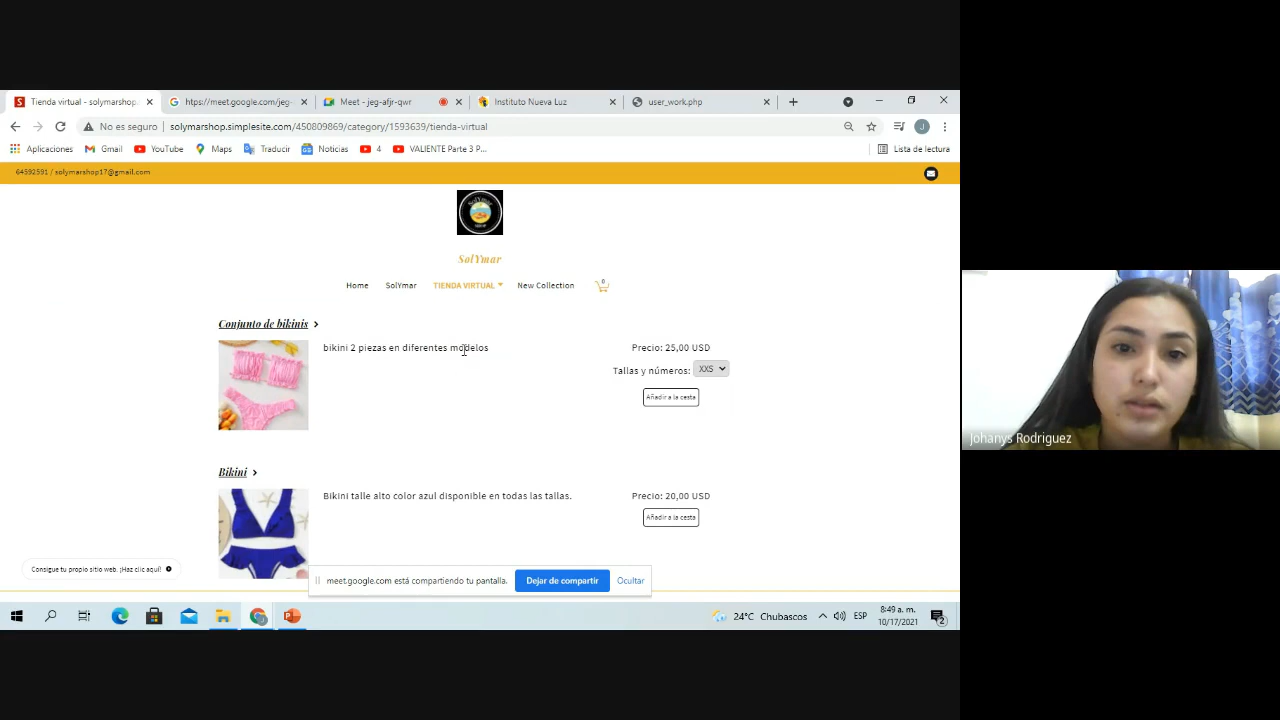 Tienda virtual - solymarshop.
htps://meet.google.com/jeg-
Meet - jeg-afjr-qwr
Instituto Nueva Luz
user_work.php
No es seguro
solymarshop.simplesite.com/450809869/category/1593639/tienda-virtual
Aplicaciones
Gmail
YouTube
Maps
Traducir
Noticias
4
VALIENTE Parte 3 P...
Lista de lectura
64592591 / solymarshop17@gmail.com
SolYmar
Home
SolYmar
TIENDA VIRTUAL
New Collection
0
Conjunto de bikinis
bikini 2 piezas en diferentes modelos
Precio: 25,00 USD
Tallas y números: XXS
Añadir a la cesta
Bikini
Bikini talle alto color azul disponible en todas las tallas.
Precio: 20,00 USD
Añadir a la cesta
Consigue tu propio sitio web. ¡Haz clic aquí!
meet.google.com está compartiendo tu pantalla.
Dejar de compartir
Ocultar
24°C Chubascos
ESP
8:49 a. m.
10/17/2021
2
Johanys Rodriguez